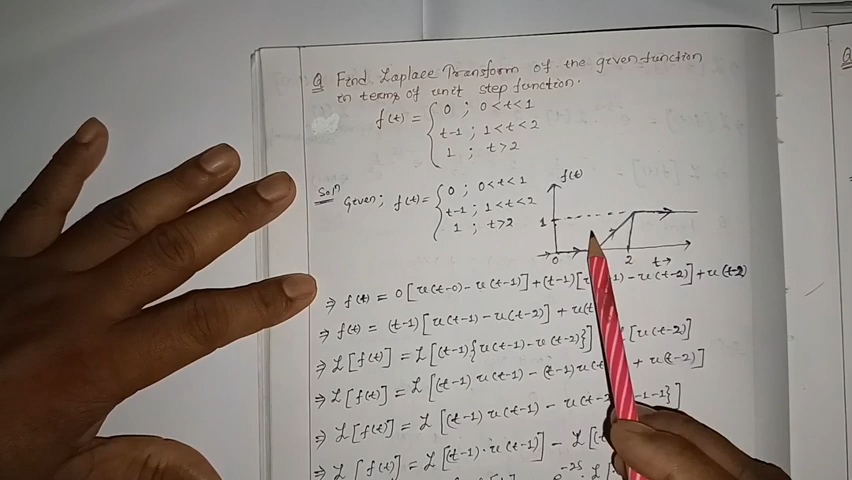 Q Find Laplace Transform of the given function
in terms of unit step function.
f(t) = { 0 ; 0<t<1
t-1 ; 1<t<2
1 ; t>2
Soln Given; f(t) = { 0 ; 0<t<1
t-1 ; 1<t<2
1 ; t>2
f(t)
1
0 2 t→
⇒ f(t) = 0[u(t-0)-u(t-1)]+(t-1)[u -1)-u(t-2)]+u(t-2)
⇒ f(t) = (t-1)[u(t-1)-u(t-2)] + u(t
⇒ L[f(t)] = L[(t-1){u(t-1)-u(t-2)}] [u(t-2)]
⇒ L[f(t)] = L[(t-1)u(t-1) - (t-1)u(t + u(t-2)]
⇒ L[f(t)] = L[(t-1)u(t-1) - u(t-2 -1-1}]
⇒ L[f(t)] = L[(t-1)·u(t-1)] - L[(t
e^-2s · L[